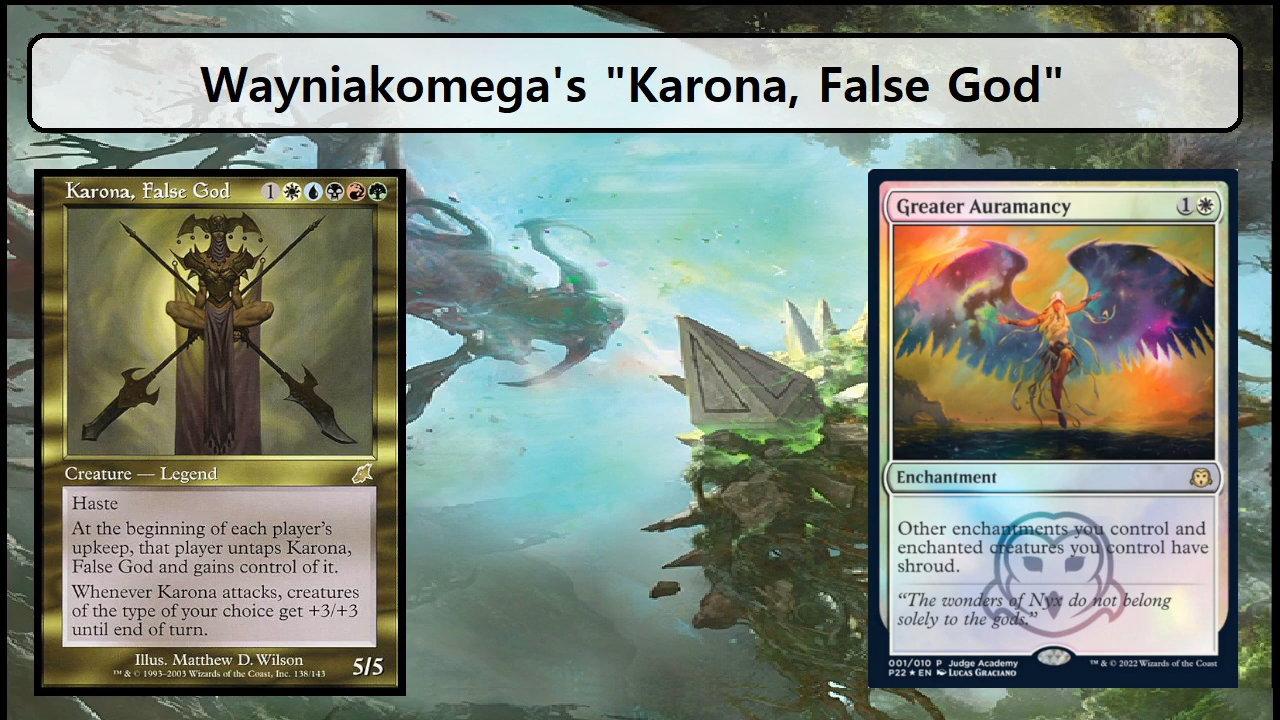 Wayniakomega's "Karona, False God"
Karona, False God 1
Creature — Legend
Haste
At the beginning of each player's
upkeep, that player untaps Karona,
False God and gains control of it.
Whenever Karona attacks, creatures
of the type of your choice get +3/+3
until end of turn.
Illus. Matthew D. Wilson
™ & © 1993–2003 Wizards of the Coast, Inc. 138/143
5/5
Greater Auramancy 1
Enchantment
Other enchantments you control and
enchanted creatures you control have
shroud.
"The wonders of Nyx do not belong
solely to the gods."
001/010 P Judge Academy
P22 ★ EN Lucas Graciano
™ & © 2022 Wizards of the Coast